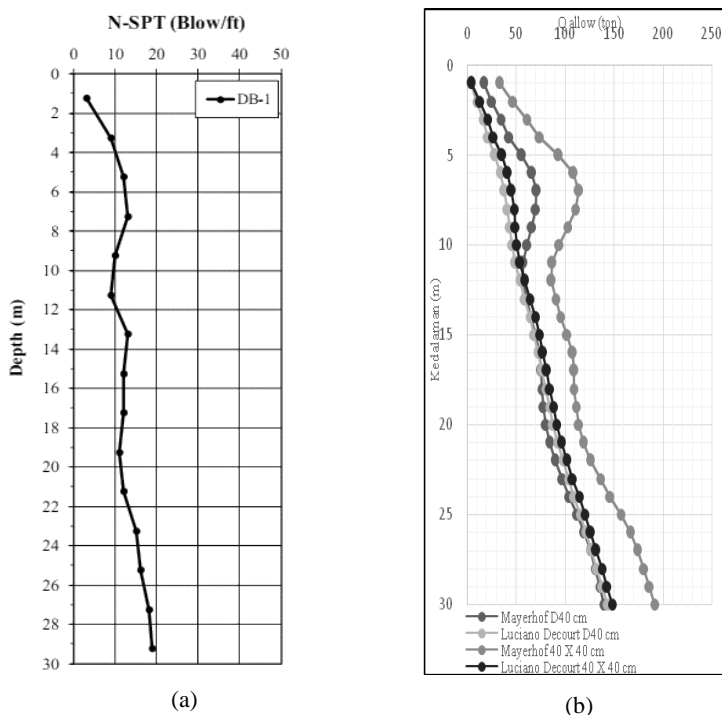 N-SPT (Blow/ft)
0 10 20 30 40 50
0
2
4
6
8
10
12
14
16
18
20
22
24
26
28
30
Depth (m)
DB-1
(a)
Q allow (ton)
0 50 100 150 200 250
0
5
10
15
20
25
30
Kedalaman (m)
Mayerhof D40 cm
Luciano Decourt D40 cm
Mayerhof 40 X 40 cm
Luciano Decourt 40 X 40 cm
(b)